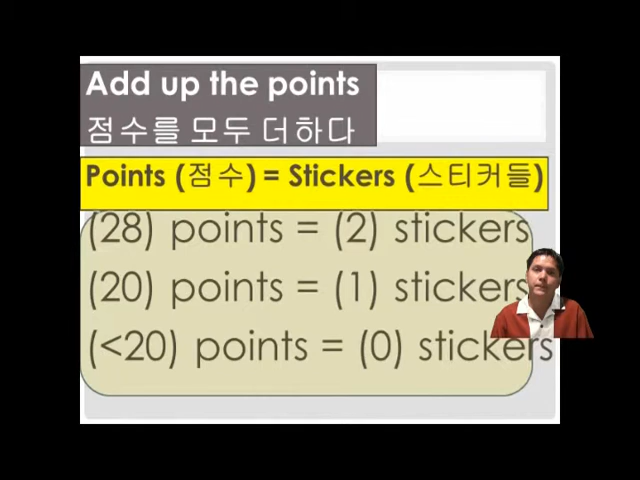 Add up the points
점수를 모두 더하다
Points (점수) = Stickers (스티커들)
(28) points = (2) stickers
(20) points = (1) stickers
(<20) points = (0) stickers